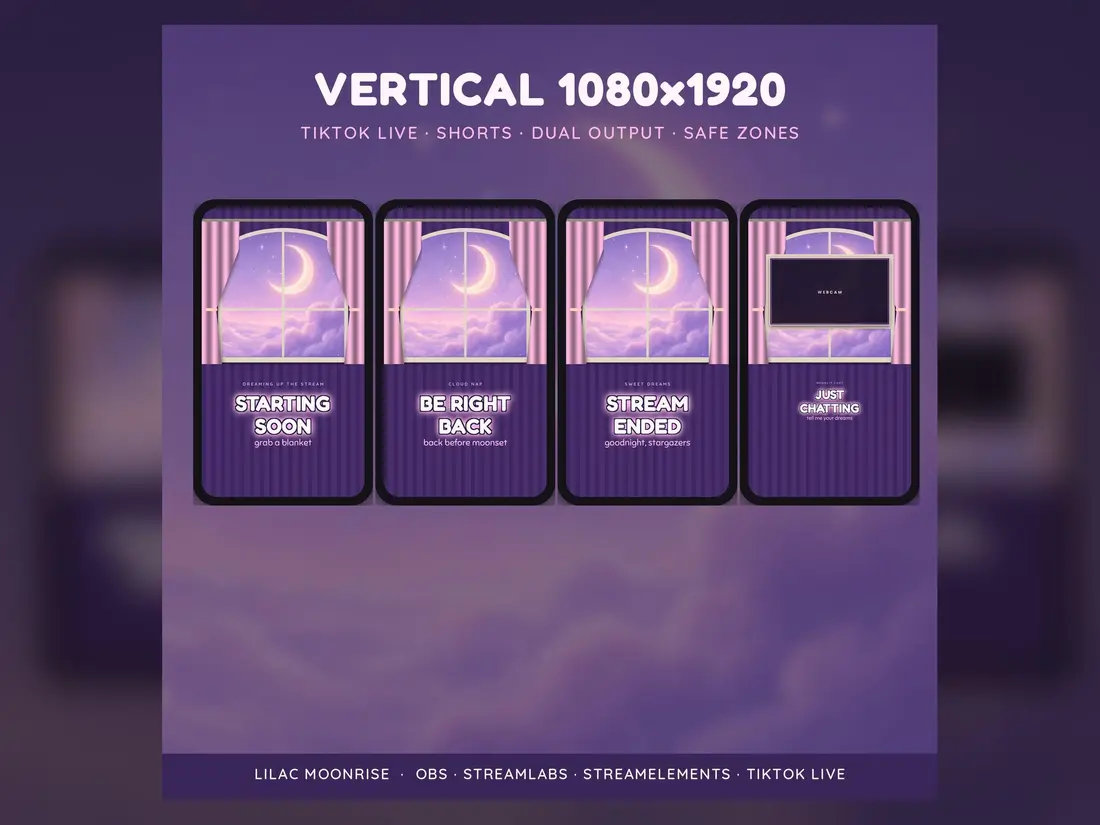 VERTICAL 1080x1920
TIKTOK LIVE · SHORTS · DUAL OUTPUT · SAFE ZONES
DREAMING UP THE STREAM
STARTING
SOON
grab a blanket
CLOUD NAP
BE RIGHT
BACK
back before moonset
SWEET DREAMS
STREAM
ENDED
goodnight, stargazers
WEBCAM
JUST
CHATTING
tell me your dreams
LILAC MOONRISE · OBS · STREAMLABS · STREAMELEMENTS · TIKTOK LIVE